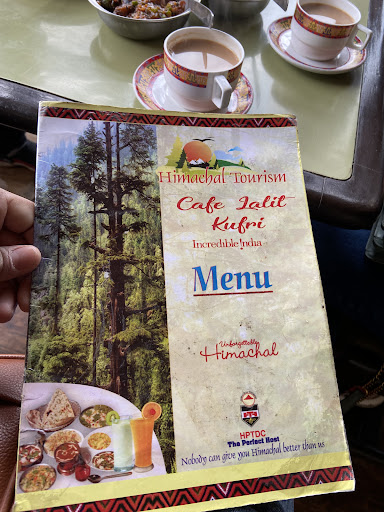 Himachal Tourism
Cafe Lalit
Kufri
Incredible !ndia
Menu
Unforgettable
Himachal
HPTDC
The Perfect Host
Nobody can give you Himachal better than us.